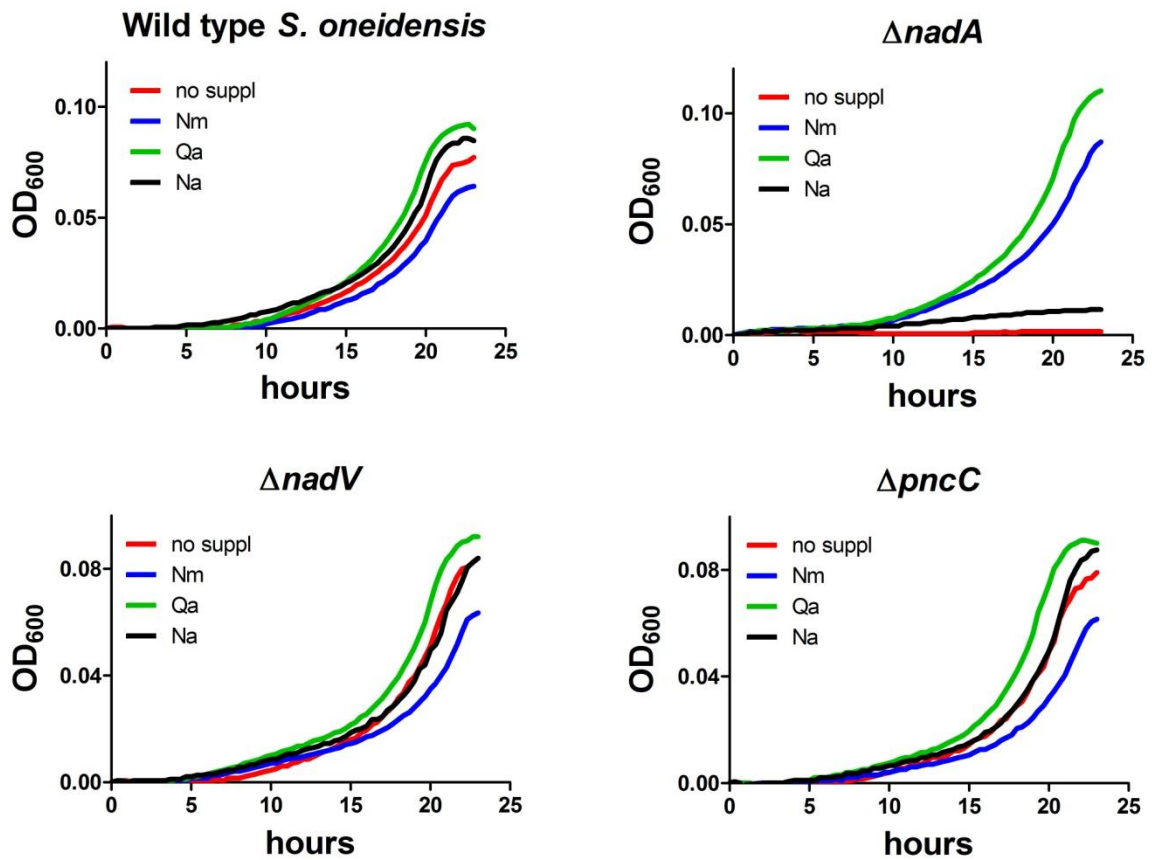 Wild type S. oneidensis
no suppl
Nm
Qa
Na
0.10
0.05
0.00
OD600
0 5 10 15 20 25
hours
ΔnadA
no suppl
Nm
Qa
Na
0.10
0.05
0.00
OD600
0 5 10 15 20 25
hours
ΔnadV
no suppl
Nm
Qa
Na
0.08
0.04
0.00
OD600
0 5 10 15 20 25
hours
ΔpncC
no suppl
Nm
Qa
Na
0.08
0.04
0.00
OD600
0 5 10 15 20 25
hours